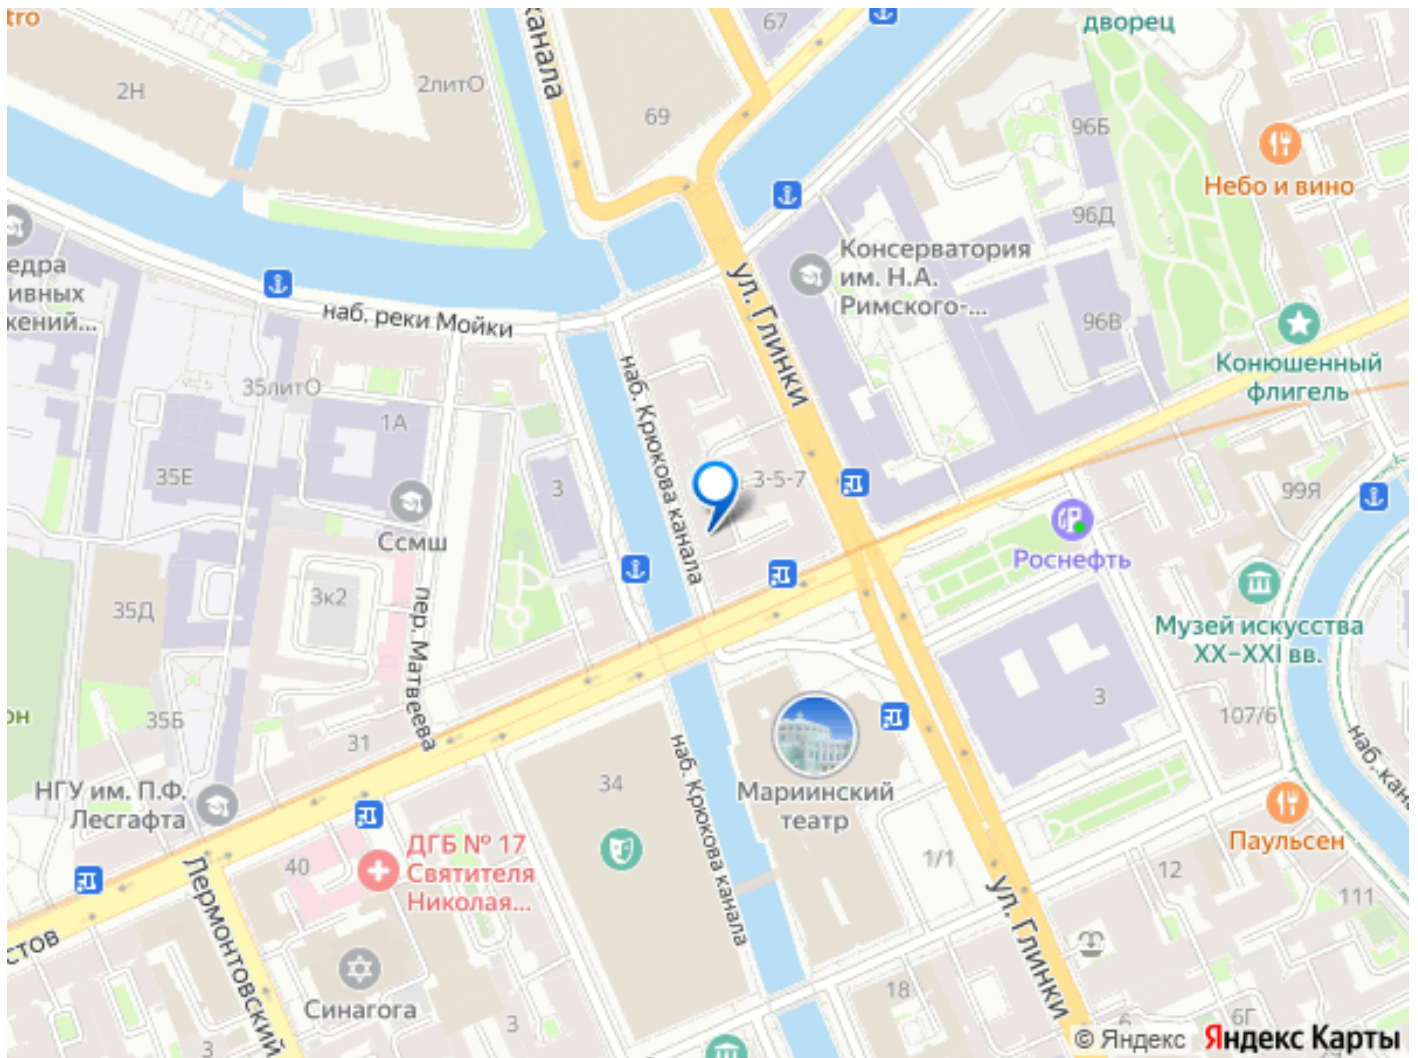 tro
канала
67
дворец
2Н
2литО
69
96Б
Небо и вино
96Д
Консерватория
им. Н.А.
Римского-...
едра
ивных
жений...
наб. реки Мойки
ул. Глинки
96В
Конюшенный
флигель
35литО
1А
наб. Крюкова канала
35Е
3
3-5-7
99Я
Ссмш
Роснефть
35Д
3к2
пер. Матвеева
Музей искусства
XX–XXI вв.
он
35Б
31
3
107/6
наб. кана
наб. Крюкова канала
34
Мариинский
театр
НГУ им. П.Ф.
Лесгафта
Паульсен
ДГБ № 17
Святителя
Николая...
40
1/1
12
111
ул. Глинки
стов
Лермонтовский
Синагога
18
3
3
6
6Г
© Яндекс Яндекс Карты